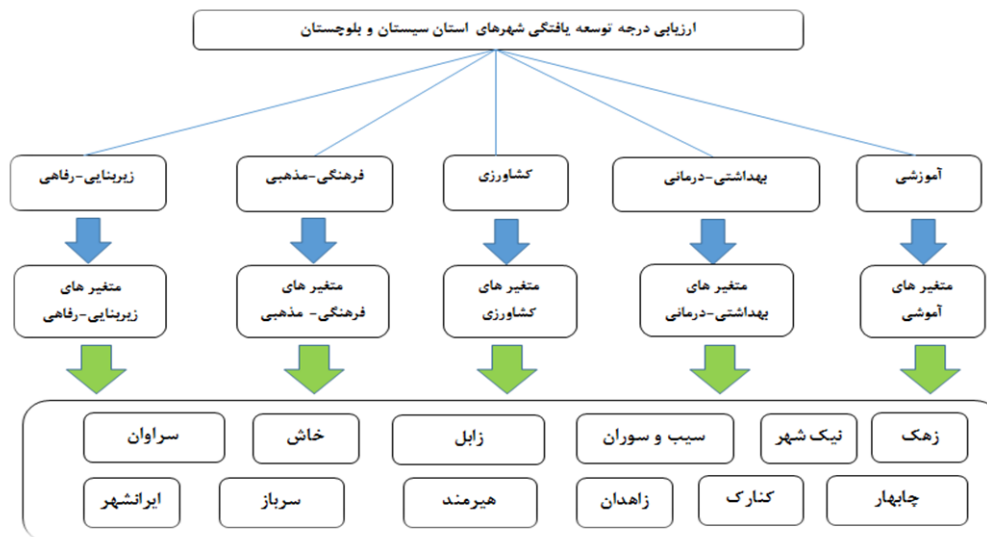 ارزیابی درجه توسعه یافتگی شهرهای استان سیستان و بلوچستان
آموزشی
بهداشتی-درمانی
کشاورزی
فرهنگی-مذهبی
زیربنایی-رفاهی
متغیر های
آموشی
متغیر های
بهداشتی-درمانی
متغیر های
کشاورزی
متغیر های
فرهنگی- مذهبی
متغیر های
زیربنایی-رفاهی
زهک
نیک شهر
سیب و سوران
زابل
خاش
سراوان
چابهار
کنارک
زاهدان
هیرمند
سرباز
ایرانشهر